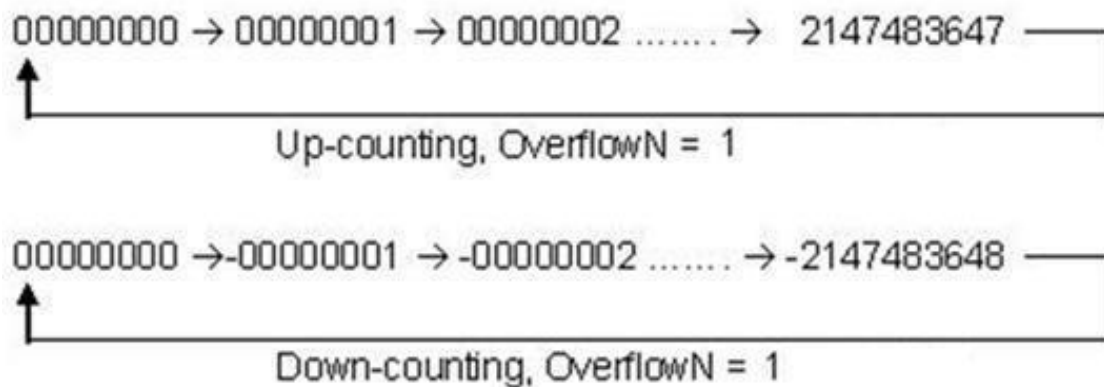 00000000 → 00000001 → 00000002 ....... → 2147483647
Up-counting, OverflowN = 1
00000000 →-00000001 → -00000002 ....... → -2147483648
Down-counting, OverflowN = 1